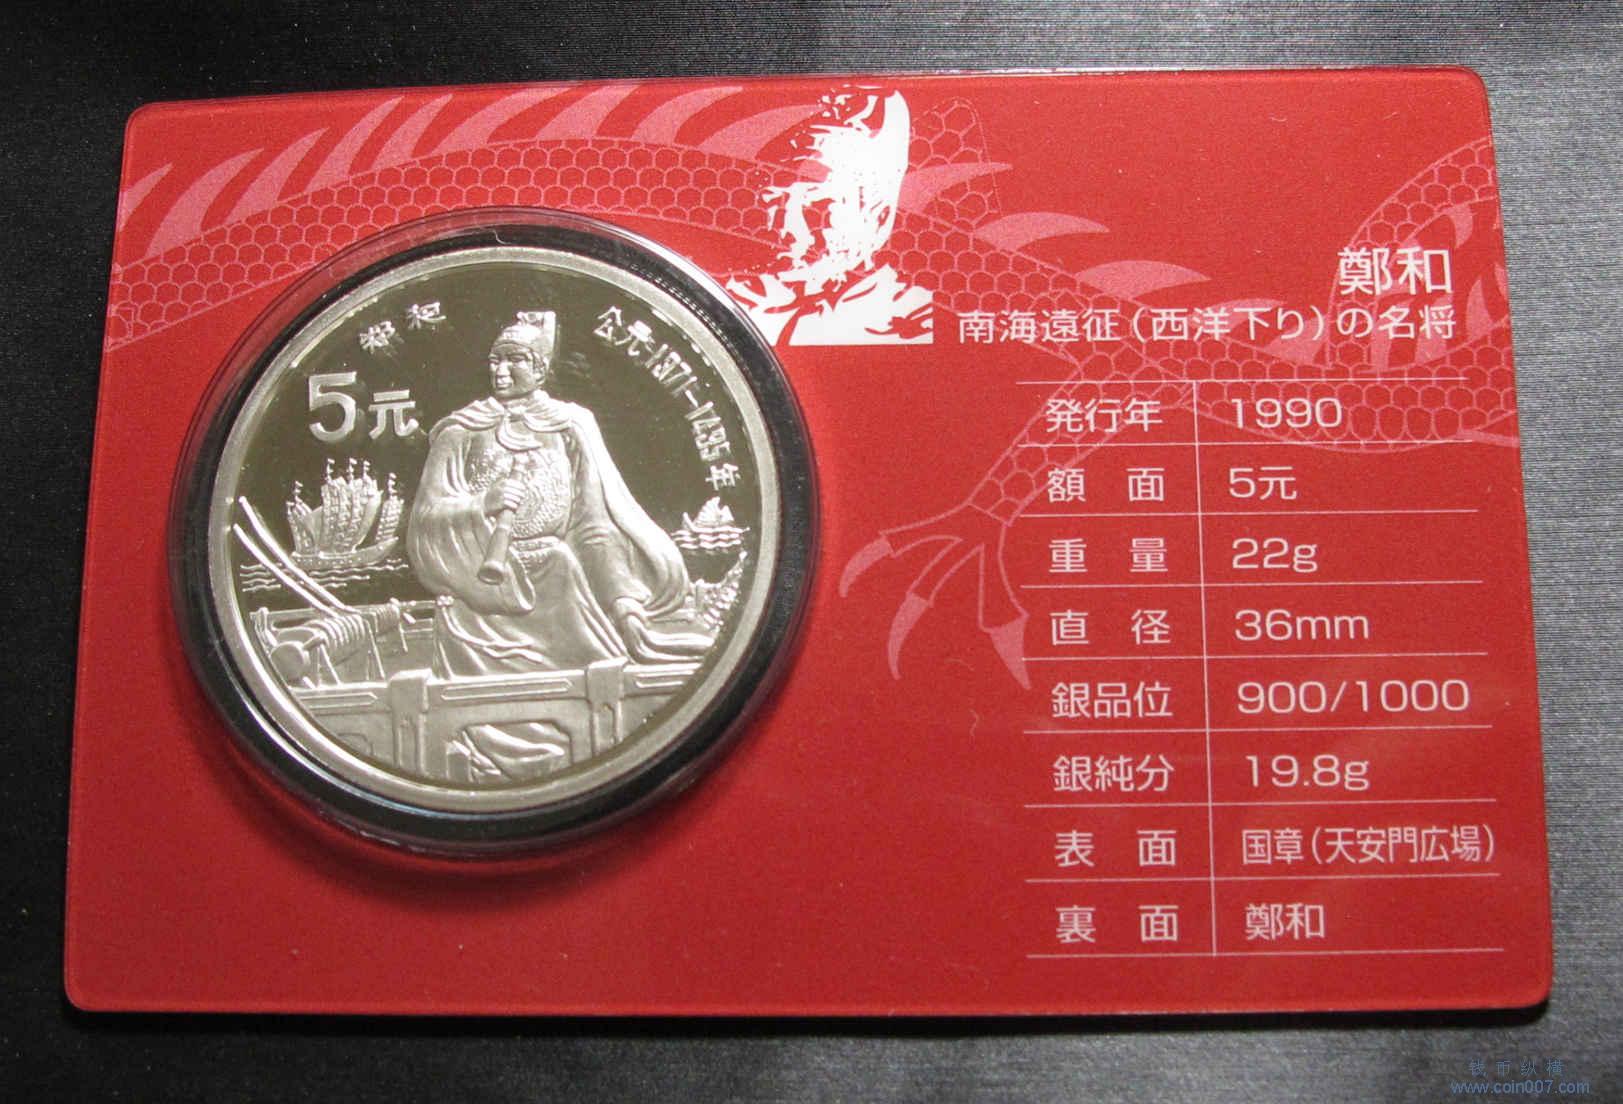 鄭和
公元1371-1435年
5元
鄭和
南海遠征(西洋下り)の名将
発行年 1990
額面 5元
重量 22g
直径 36mm
銀品位 900/1000
銀純分 19.8g
表面 国章(天安門広場)
裏面 鄭和
钱币纵横
www.coin007.com